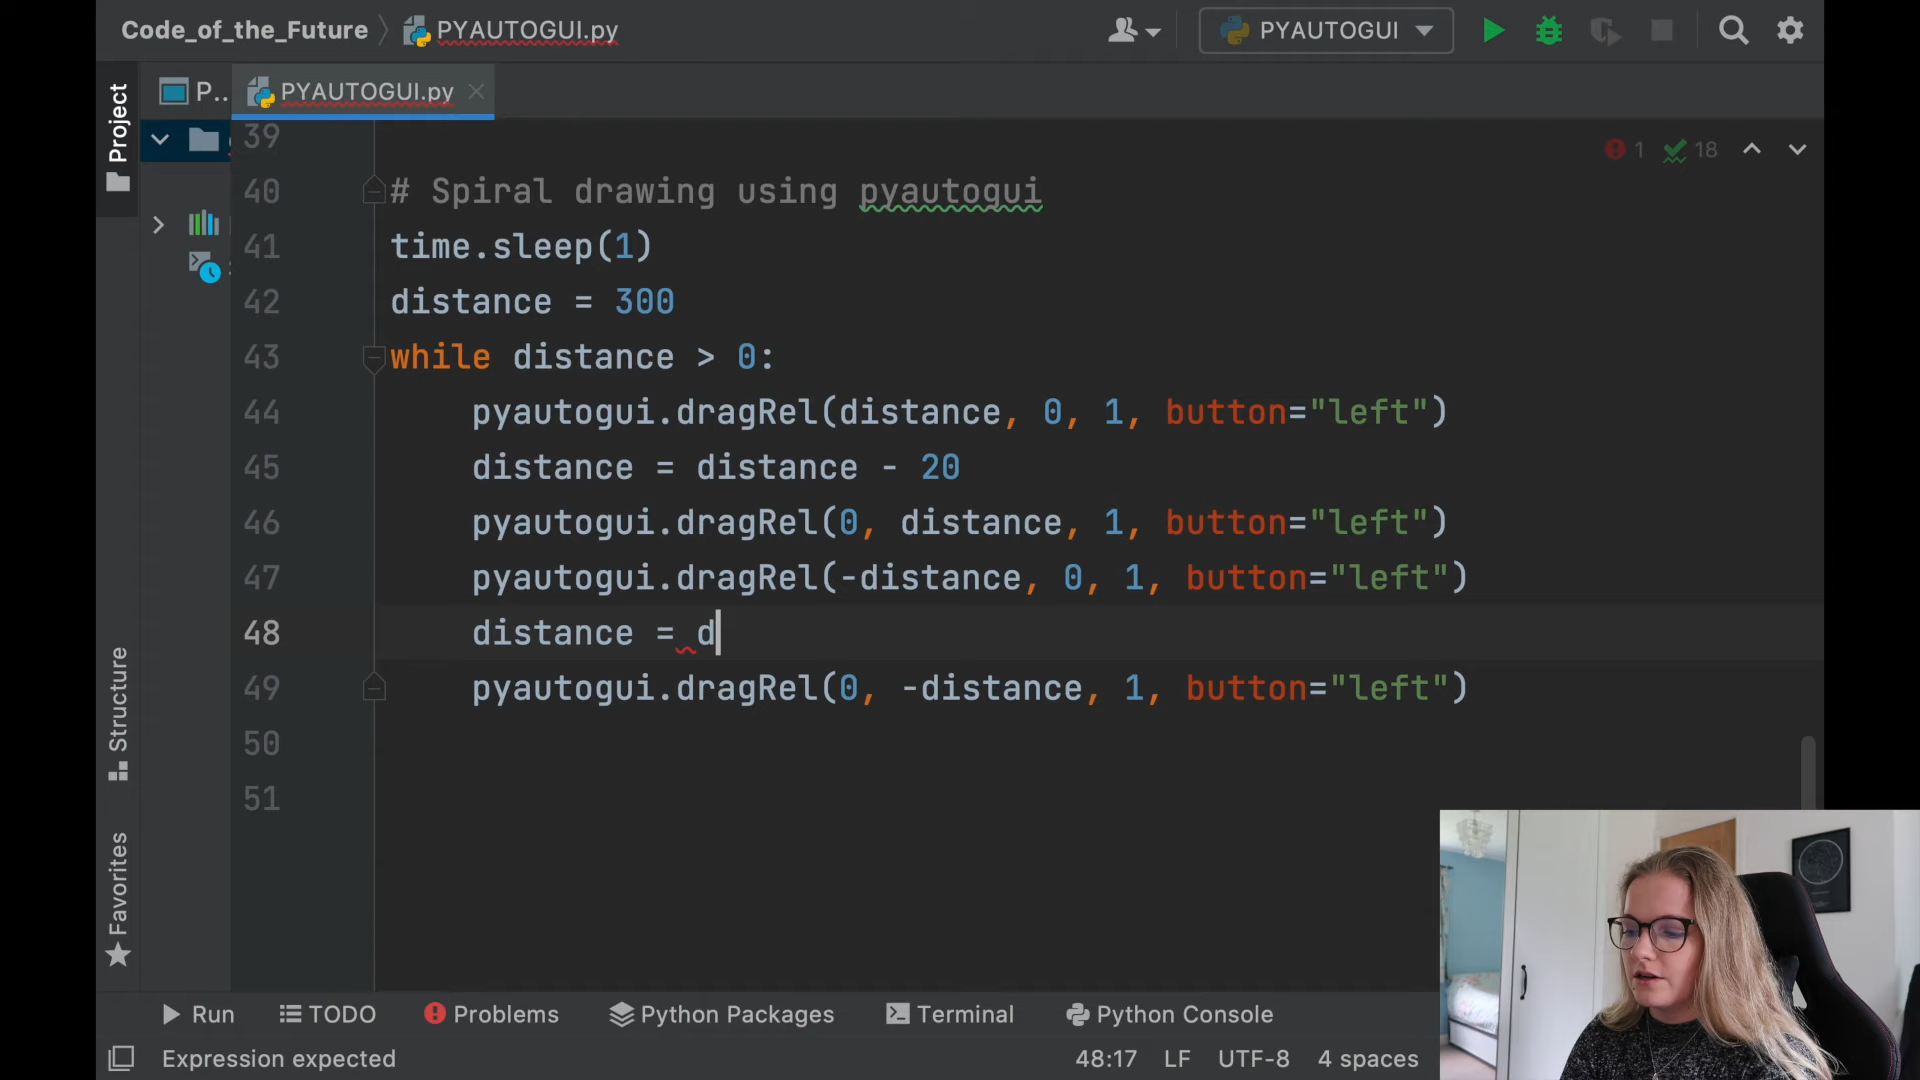 Code_of_the_Future PYAUTOGUI.py PYAUTOGUI
Project P.. PYAUTOGUI.py
39 1 18
40 # Spiral drawing using pyautogui
41 time.sleep(1)
42 distance = 300
43 while distance > 0:
44 pyautogui.dragRel(distance, 0, 1, button="left")
45 distance = distance - 20
46 pyautogui.dragRel(0, distance, 1, button="left")
47 pyautogui.dragRel(-distance, 0, 1, button="left")
48 distance = d
49 pyautogui.dragRel(0, -distance, 1, button="left")
50
51
Structure
Favorites
Run TODO Problems Python Packages Terminal Python Console
Expression expected 48:17 LF UTF-8 4 spaces